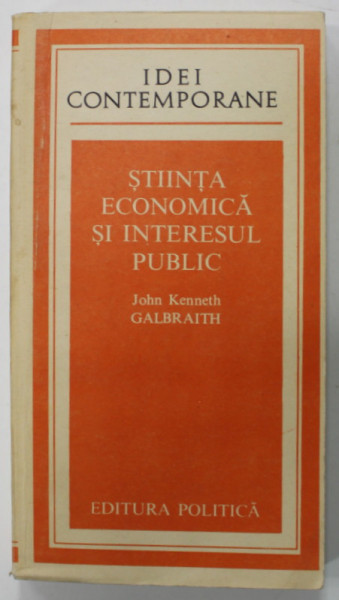 IDEI
CONTEMPORANE
ȘTIINȚA
ECONOMICĂ
ȘI INTERESUL
PUBLIC
John Kenneth
GALBRAITH
EDITURA POLITICĂ